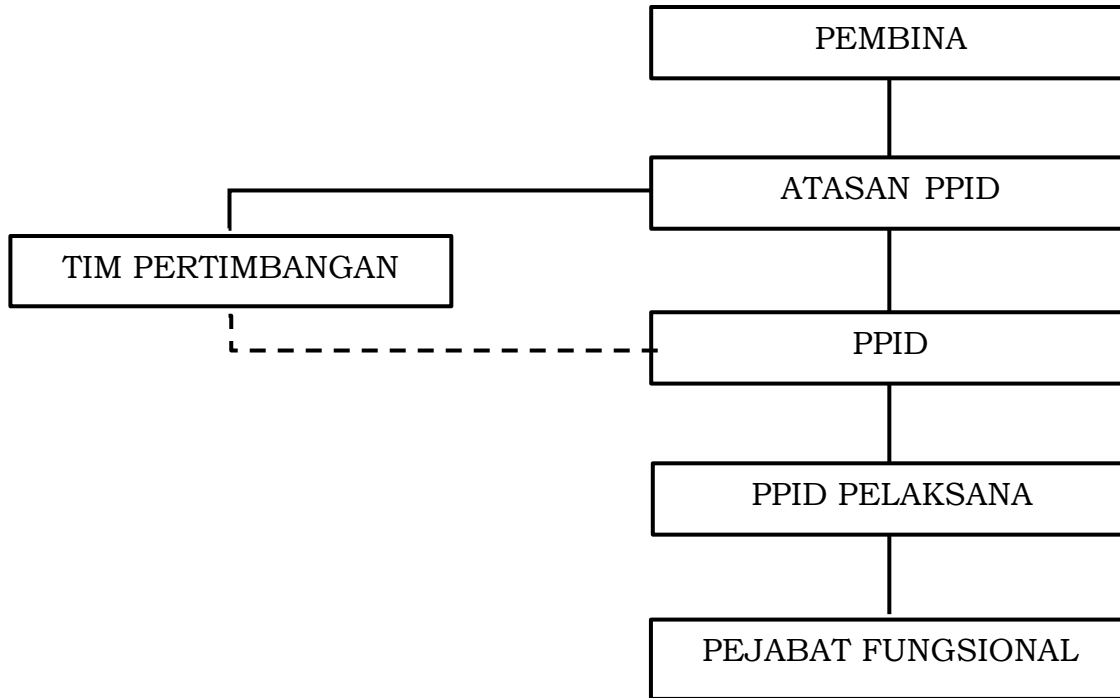 PEMBINA
ATASAN PPID
TIM PERTIMBANGAN
PPID
PPID PELAKSANA
PEJABAT FUNGSIONAL